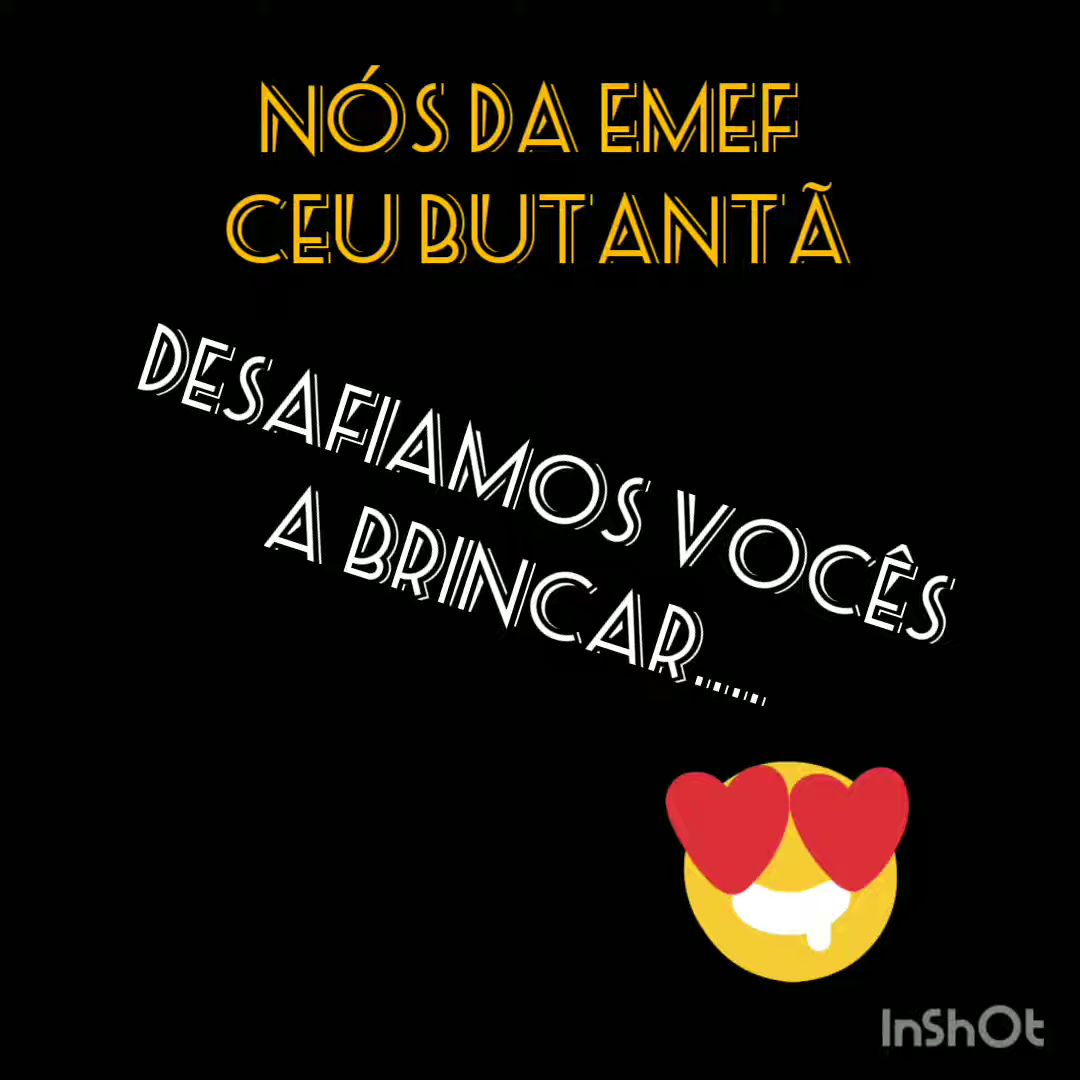 NÓS DA EMEF
CEU BUTANTÃ
DESAFIAMOS VOCÊS
A BRINCAR.......
InShOt